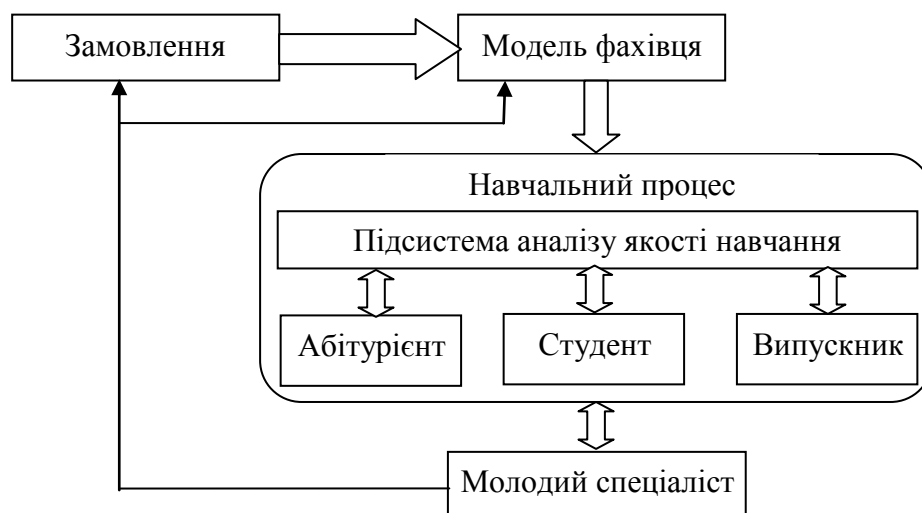 Замовлення
Модель фахівця
Навчальний процес
Підсистема аналізу якості навчання
Абітурієнт
Студент
Випускник
Молодий спеціаліст